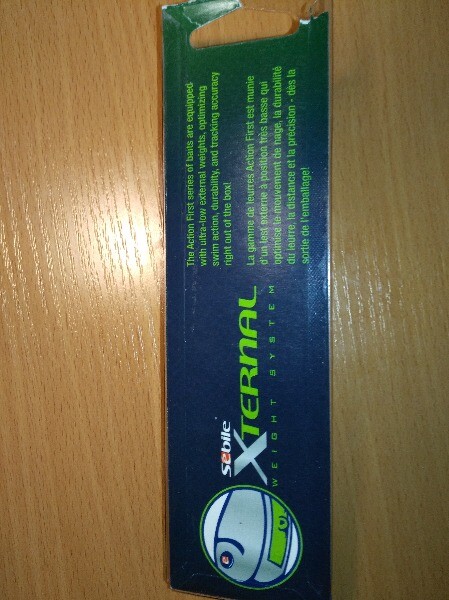 sébile
XTERNAL
WEIGHT SYSTEM
The Action First series of baits are equipped
with ultra-low external weights, optimizing
swim action, durability, and tracking accuracy
right out of the box!
La gamme de leurres Action First est munie
d'un lest externe à position très basse qui
optimise le mouvement de nage, la durabilité
du leurre, la distance et la précision - dès la
sortie de l'emballage!